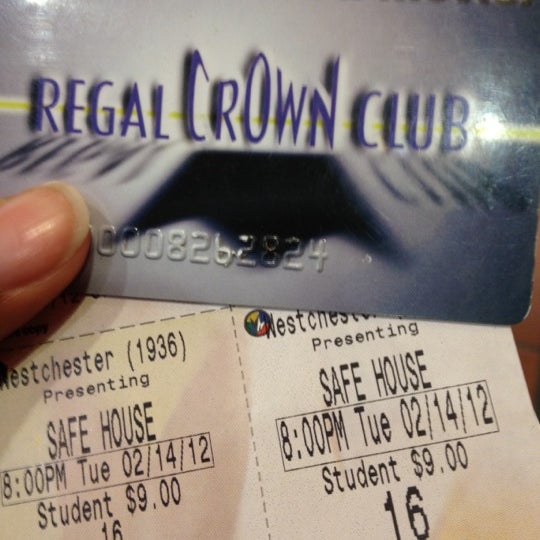 REGAL CROWN CLUB
00008262824
Westchester (1936)
Presenting
SAFE HOUSE
8:00PM Tue 02/14/12
Student $9.00
16
Westchester
Presenting
SAFE HOUSE
8:00PM Tue 02/14/12
Student $9.00
16